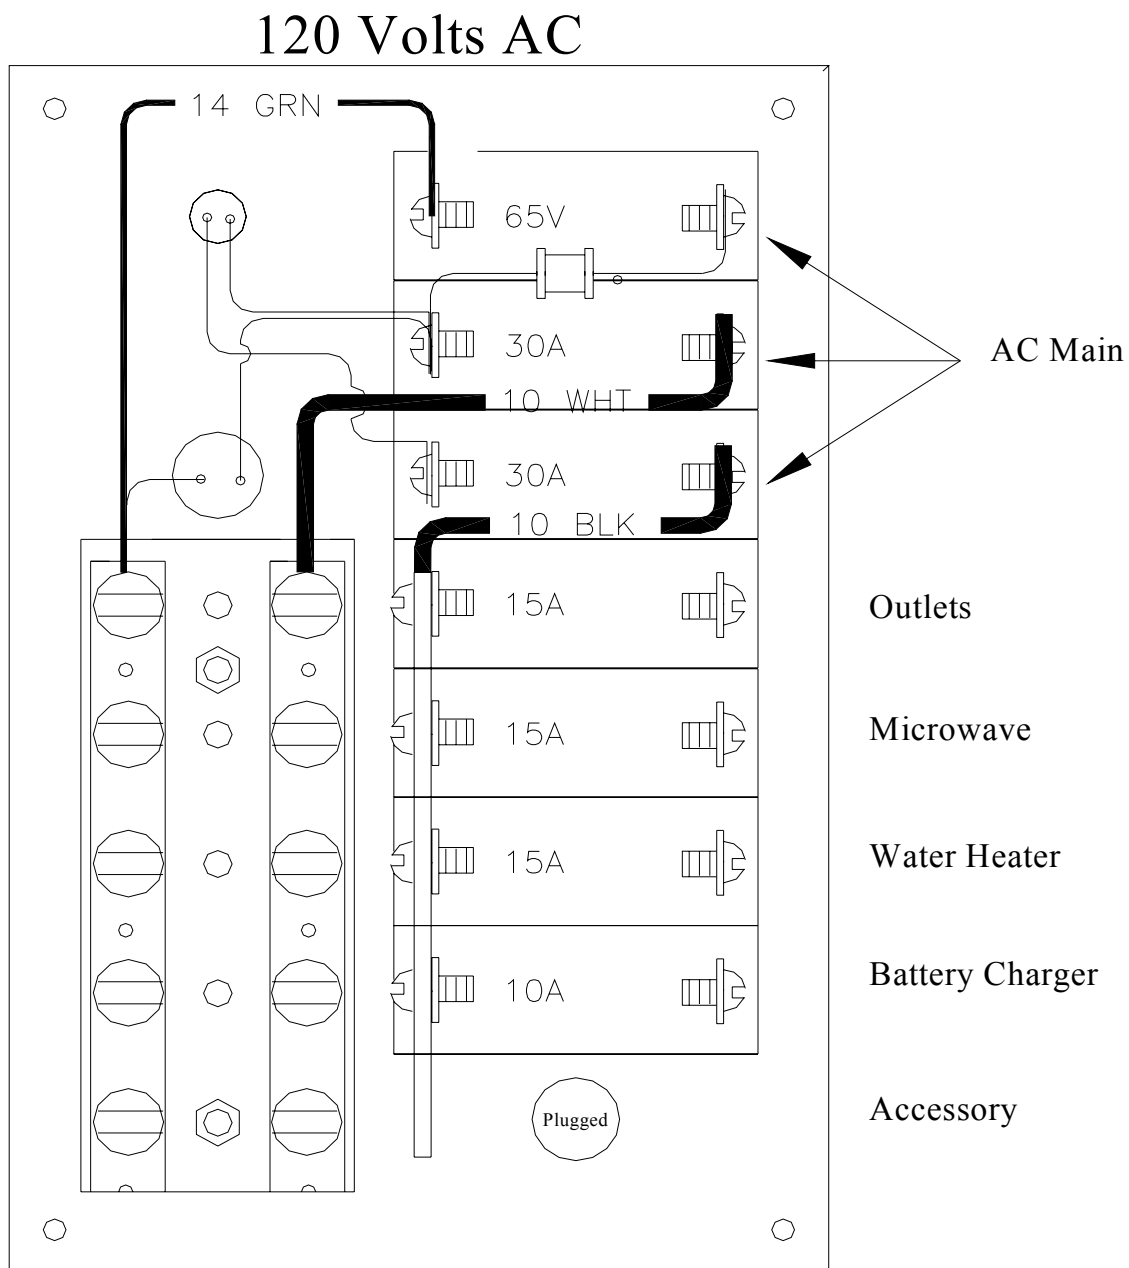 120 Volts AC
14 GRN
65V
30A
AC Main
10 WHT
30A
10 BLK
15A
Outlets
15A
Microwave
15A
Water Heater
10A
Battery Charger
Plugged
Accessory